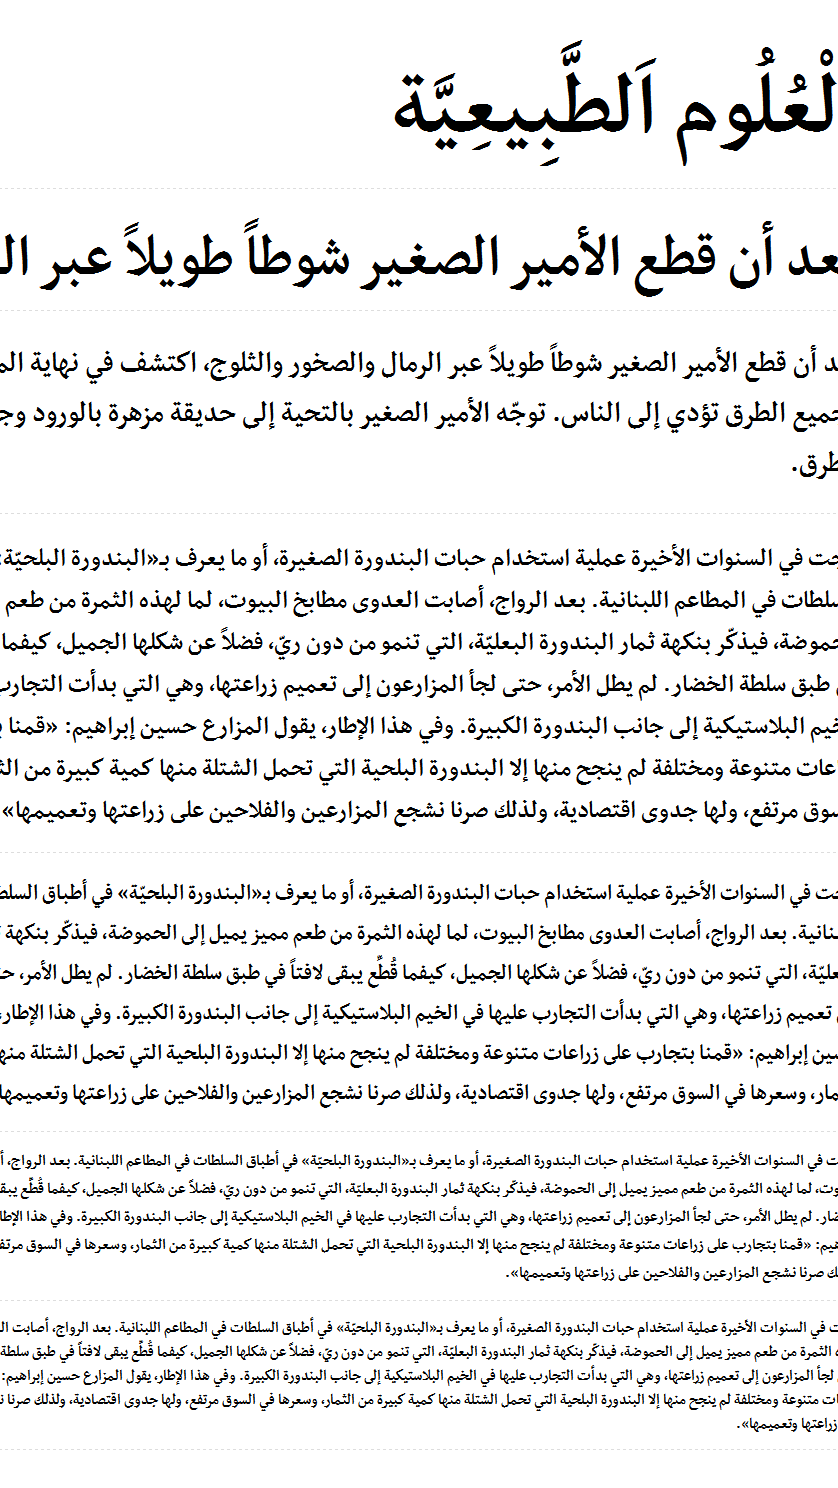 لْعُلُوم اَلطَّبِيعِيَّة
عد أن قطع الأمير الصغير شوطاً طويلاً عبر الـ
ـد أن قطع الأمير الصغير شوطاً طويلاً عبر الرمال والصخور والثلوج، اكتشف في نهاية المـ
جميع الطرق تؤدي إلى الناس. توجّه الأمير الصغير بالتحية إلى حديقة مزهرة بالورود وجـ
طرق.
جت في السنوات الأخيرة عملية استخدام حبات البندورة الصغيرة، أو ما يعرف بـ«البندورة البلحيّة»
سلطات في المطاعم اللبنانية. بعد الرواج، أصابت العدوى مطابخ البيوت، لما لهذه الثمرة من طعم
حموضة، فيذكّر بنكهة ثمار البندورة البعليّة، التي تنمو من دون ريّ، فضلاً عن شكلها الجميل، كيفما
ي طبق سلطة الخضار. لم يطل الأمر، حتى لجأ المزارعون إلى تعميم زراعتها، وهي التي بدأت التجارب
خيم البلاستيكية إلى جانب البندورة الكبيرة. وفي هذا الإطار، يقول المزارع حسين إبراهيم: «قمنا بـ
اعات متنوعة ومختلفة لم ينجح منها إلا البندورة البلحية التي تحمل الشتلة منها كمية كبيرة من الثـ
سوق مرتفع، ولها جدوى اقتصادية، ولذلك صرنا نشجع المزارعين والفلاحين على زراعتها وتعميمها»
جت في السنوات الأخيرة عملية استخدام حبات البندورة الصغيرة، أو ما يعرف بـ«البندورة البلحيّة» في أطباق السلطـ
بنانية. بعد الرواج، أصابت العدوى مطابخ البيوت، لما لهذه الثمرة من طعم مميز يميل إلى الحموضة، فيذكّر بنكهة
بعليّة، التي تنمو من دون ريّ، فضلاً عن شكلها الجميل، كيفما قُطِّع يبقى لافتاً في طبق سلطة الخضار. لم يطل الأمر، حتـ
ى تعميم زراعتها، وهي التي بدأت التجارب عليها في الخيم البلاستيكية إلى جانب البندورة الكبيرة. وفي هذا الإطار،
سين إبراهيم: «قمنا بتجارب على زراعات متنوعة ومختلفة لم ينجح منها إلا البندورة البلحية التي تحمل الشتلة منها
مار، وسعرها في السوق مرتفع، ولها جدوى اقتصادية، ولذلك صرنا نشجع المزارعين والفلاحين على زراعتها وتعميمها
ت في السنوات الأخيرة عملية استخدام حبات البندورة الصغيرة، أو ما يعرف بـ«البندورة البلحيّة» في أطباق السلطات في المطاعم اللبنانية. بعد الرواج، أ
وت، لما لهذه الثمرة من طعم مميز يميل إلى الحموضة، فيذكّر بنكهة ثمار البندورة البعليّة، التي تنمو من دون ريّ، فضلاً عن شكلها الجميل، كيفما قُطِّع يبقـ
ضار. لم يطل الأمر، حتى لجأ المزارعون إلى تعميم زراعتها، وهي التي بدأت التجارب عليها في الخيم البلاستيكية إلى جانب البندورة الكبيرة. وفي هذا الإطا
هيم: «قمنا بتجارب على زراعات متنوعة ومختلفة لم ينجح منها إلا البندورة البلحية التي تحمل الشتلة منها كمية كبيرة من الثمار، وسعرها في السوق مرتفـ
ك صرنا نشجع المزارعين والفلاحين على زراعتها وتعميمها».
ت في السنوات الأخيرة عملية استخدام حبات البندورة الصغيرة، أو ما يعرف بـ«البندورة البلحيّة» في أطباق السلطات في المطاعم اللبنانية. بعد الرواج، أصابت الـ
ه الثمرة من طعم مميز يميل إلى الحموضة، فيذكّر بنكهة ثمار البندورة البعليّة، التي تنمو من دون ريّ، فضلاً عن شكلها الجميل، كيفما قُطِّع يبقى لافتاً في طبق سلطة
لجأ المزارعون إلى تعميم زراعتها، وهي التي بدأت التجارب عليها في الخيم البلاستيكية إلى جانب البندورة الكبيرة. وفي هذا الإطار، يقول المزارع حسين إبراهيم:
ات متنوعة ومختلفة لم ينجح منها إلا البندورة البلحية التي تحمل الشتلة منها كمية كبيرة من الثمار، وسعرها في السوق مرتفع، ولها جدوى اقتصادية، ولذلك صرنا نـ
زراعتها وتعميمها».